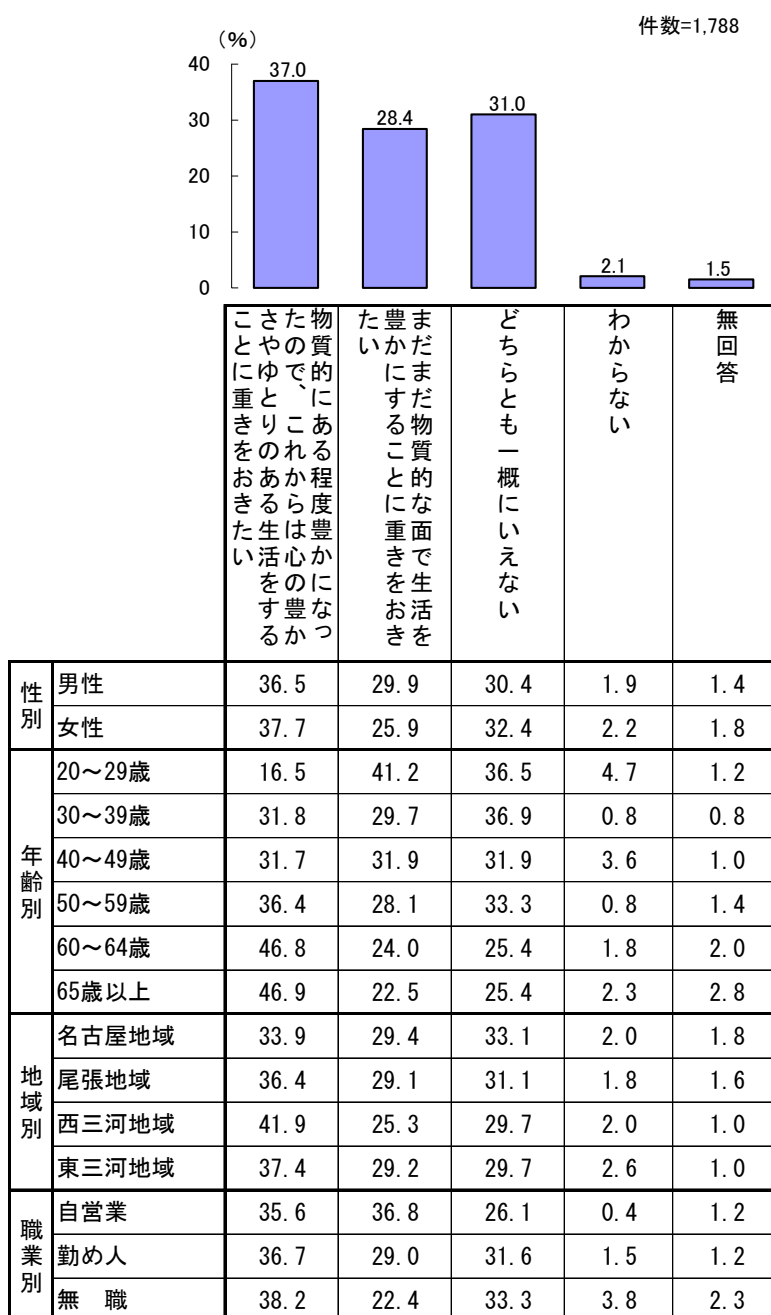 件数=1,788
(%)
40
30
20
10
0
37.0
28.4
31.0
2.1
1.5
物質的にある程度豊かになっ
たので、これからは心の豊か
さやゆとりのある生活をする
ことに重きをおきたい
まだまだ物質的な面で生活を
豊かにすることに重きをおき
たい
どちらとも一概にいえない
わからない
無回答
性別
男性 36.5 29.9 30.4 1.9 1.4
女性 37.7 25.9 32.4 2.2 1.8
年齢別
20～29歳 16.5 41.2 36.5 4.7 1.2
30～39歳 31.8 29.7 36.9 0.8 0.8
40～49歳 31.7 31.9 31.9 3.6 1.0
50～59歳 36.4 28.1 33.3 0.8 1.4
60～64歳 46.8 24.0 25.4 1.8 2.0
65歳以上 46.9 22.5 25.4 2.3 2.8
地域別
名古屋地域 33.9 29.4 33.1 2.0 1.8
尾張地域 36.4 29.1 31.1 1.8 1.6
西三河地域 41.9 25.3 29.7 2.0 1.0
東三河地域 37.4 29.2 29.7 2.6 1.0
職業別
自営業 35.6 36.8 26.1 0.4 1.2
勤め人 36.7 29.0 31.6 1.5 1.2
無　職 38.2 22.4 33.3 3.8 2.3